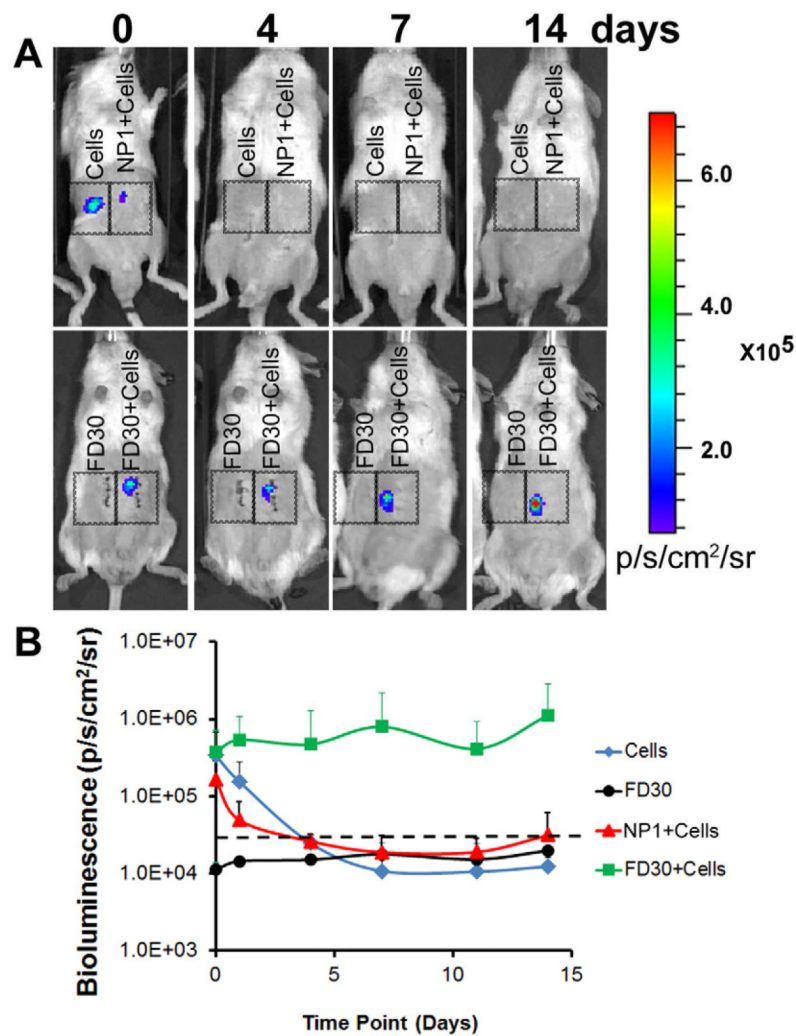 0 4 7 14 days
A
Cells
NP1+Cells
Cells
NP1+Cells
Cells
NP1+Cells
Cells
NP1+Cells
FD30
FD30+Cells
FD30
FD30+Cells
FD30
FD30+Cells
FD30
FD30+Cells
6.0
4.0
X10⁵
2.0
p/s/cm²/sr
B
Bioluminescence (p/s/cm²/sr)
1.0E+07
1.0E+06
1.0E+05
1.0E+04
1.0E+03
0 5 10 15
Time Point (Days)
Cells
FD30
NP1+Cells
FD30+Cells